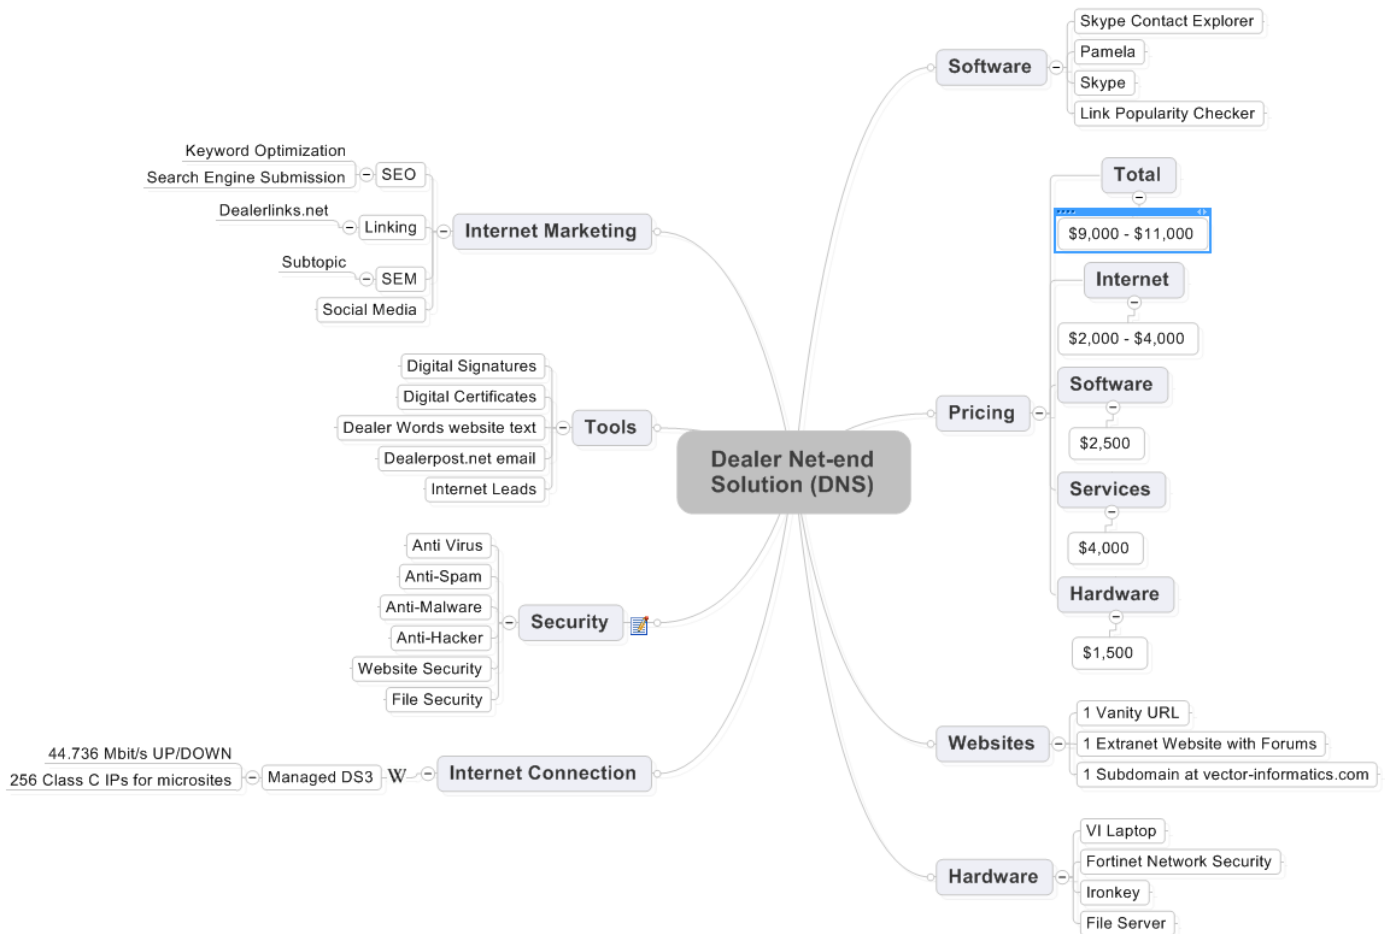 Dealer Net-end
Solution (DNS)
Software
Skype Contact Explorer
Pamela
Skype
Link Popularity Checker
Pricing
Total
$9,000 - $11,000
Internet
$2,000 - $4,000
Software
$2,500
Services
$4,000
Hardware
$1,500
Websites
1 Vanity URL
1 Extranet Website with Forums
1 Subdomain at vector-informatics.com
Hardware
VI Laptop
Fortinet Network Security
Ironkey
File Server
Internet Marketing
SEO
Keyword Optimization
Search Engine Submission
Linking
Dealerlinks.net
SEM
Subtopic
Social Media
Tools
Digital Signatures
Digital Certificates
Dealer Words website text
Dealerpost.net email
Internet Leads
Security
Anti Virus
Anti-Spam
Anti-Malware
Anti-Hacker
Website Security
File Security
Internet Connection
W
Managed DS3
44.736 Mbit/s UP/DOWN
256 Class C IPs for microsites